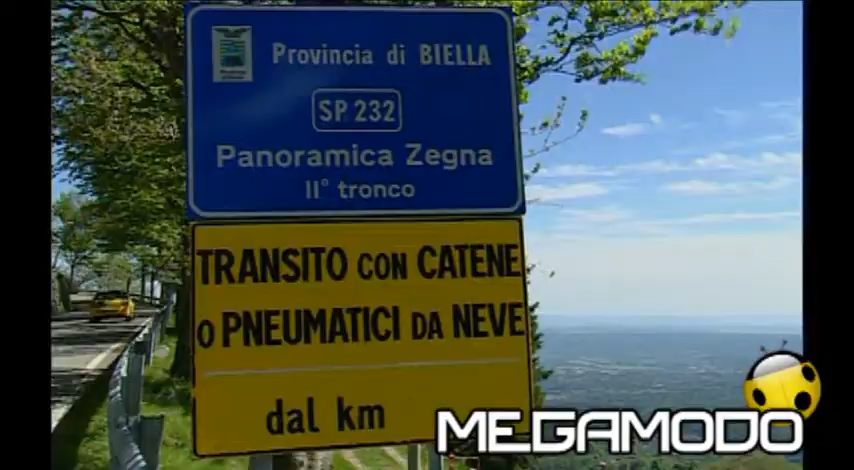 Provincia di BIELLA
SP 232
Panoramica Zegna
II° tronco
TRANSITO CON CATENE
O PNEUMATICI DA NEVE
dal km
MEGAMODO